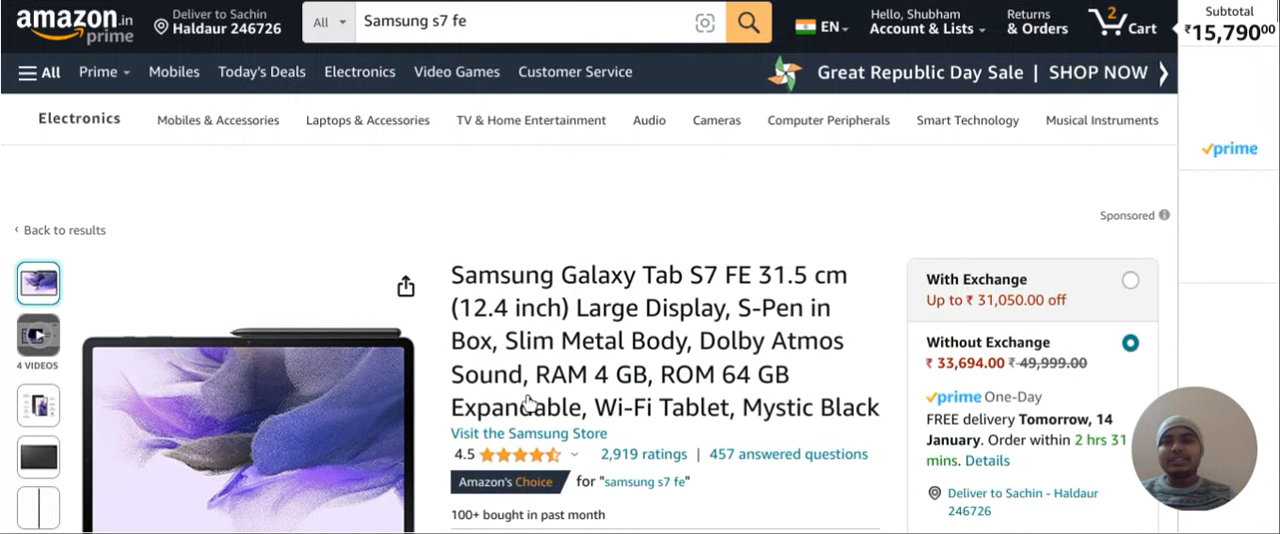 amazon.in
prime
Deliver to Sachin
Haldaur 246726
All
Samsung s7 fe
EN
Hello, Shubham
Account & Lists
Returns
& Orders
2
Cart
Subtotal
₹15,790.00
All
Prime
Mobiles
Today's Deals
Electronics
Video Games
Customer Service
Great Republic Day Sale | SHOP NOW
Electronics
Mobiles & Accessories
Laptops & Accessories
TV & Home Entertainment
Audio
Cameras
Computer Peripherals
Smart Technology
Musical Instruments
prime
Sponsored
‹ Back to results
4 VIDEOS
Samsung Galaxy Tab S7 FE 31.5 cm
(12.4 inch) Large Display, S-Pen in
Box, Slim Metal Body, Dolby Atmos
Sound, RAM 4 GB, ROM 64 GB
Expandable, Wi-Fi Tablet, Mystic Black
Visit the Samsung Store
4.5
2,919 ratings | 457 answered questions
Amazon's Choice for "samsung s7 fe"
100+ bought in past month
With Exchange
Up to ₹ 31,050.00 off
Without Exchange
₹ 33,694.00 ₹ 49,999.00
prime One-Day
FREE delivery Tomorrow, 14
January. Order within 2 hrs 31
mins. Details
Deliver to Sachin - Haldaur
246726